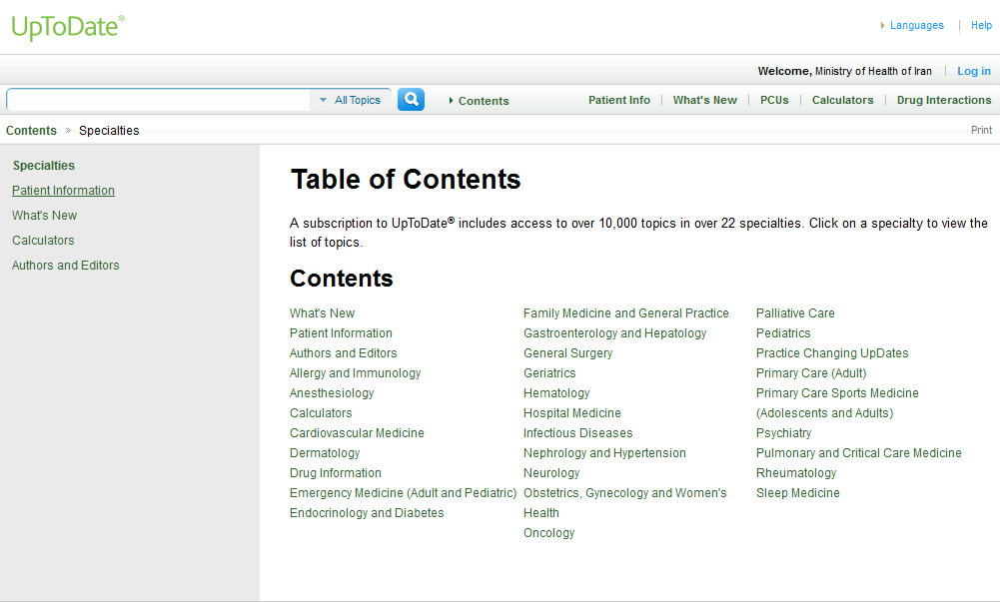 UpToDate®
Languages | Help
Welcome, Ministry of Health of Iran | Log in
All Topics
Contents
Patient Info | What's New | PCUs | Calculators | Drug Interactions
Contents » Specialties
Print
Specialties
Patient Information
What's New
Calculators
Authors and Editors
Table of Contents
A subscription to UpToDate® includes access to over 10,000 topics in over 22 specialties. Click on a specialty to view the
list of topics.
Contents
What's New
Patient Information
Authors and Editors
Allergy and Immunology
Anesthesiology
Calculators
Cardiovascular Medicine
Dermatology
Drug Information
Emergency Medicine (Adult and Pediatric)
Endocrinology and Diabetes
Family Medicine and General Practice
Gastroenterology and Hepatology
General Surgery
Geriatrics
Hematology
Hospital Medicine
Infectious Diseases
Nephrology and Hypertension
Neurology
Obstetrics, Gynecology and Women's
Health
Oncology
Palliative Care
Pediatrics
Practice Changing UpDates
Primary Care (Adult)
Primary Care Sports Medicine
(Adolescents and Adults)
Psychiatry
Pulmonary and Critical Care Medicine
Rheumatology
Sleep Medicine